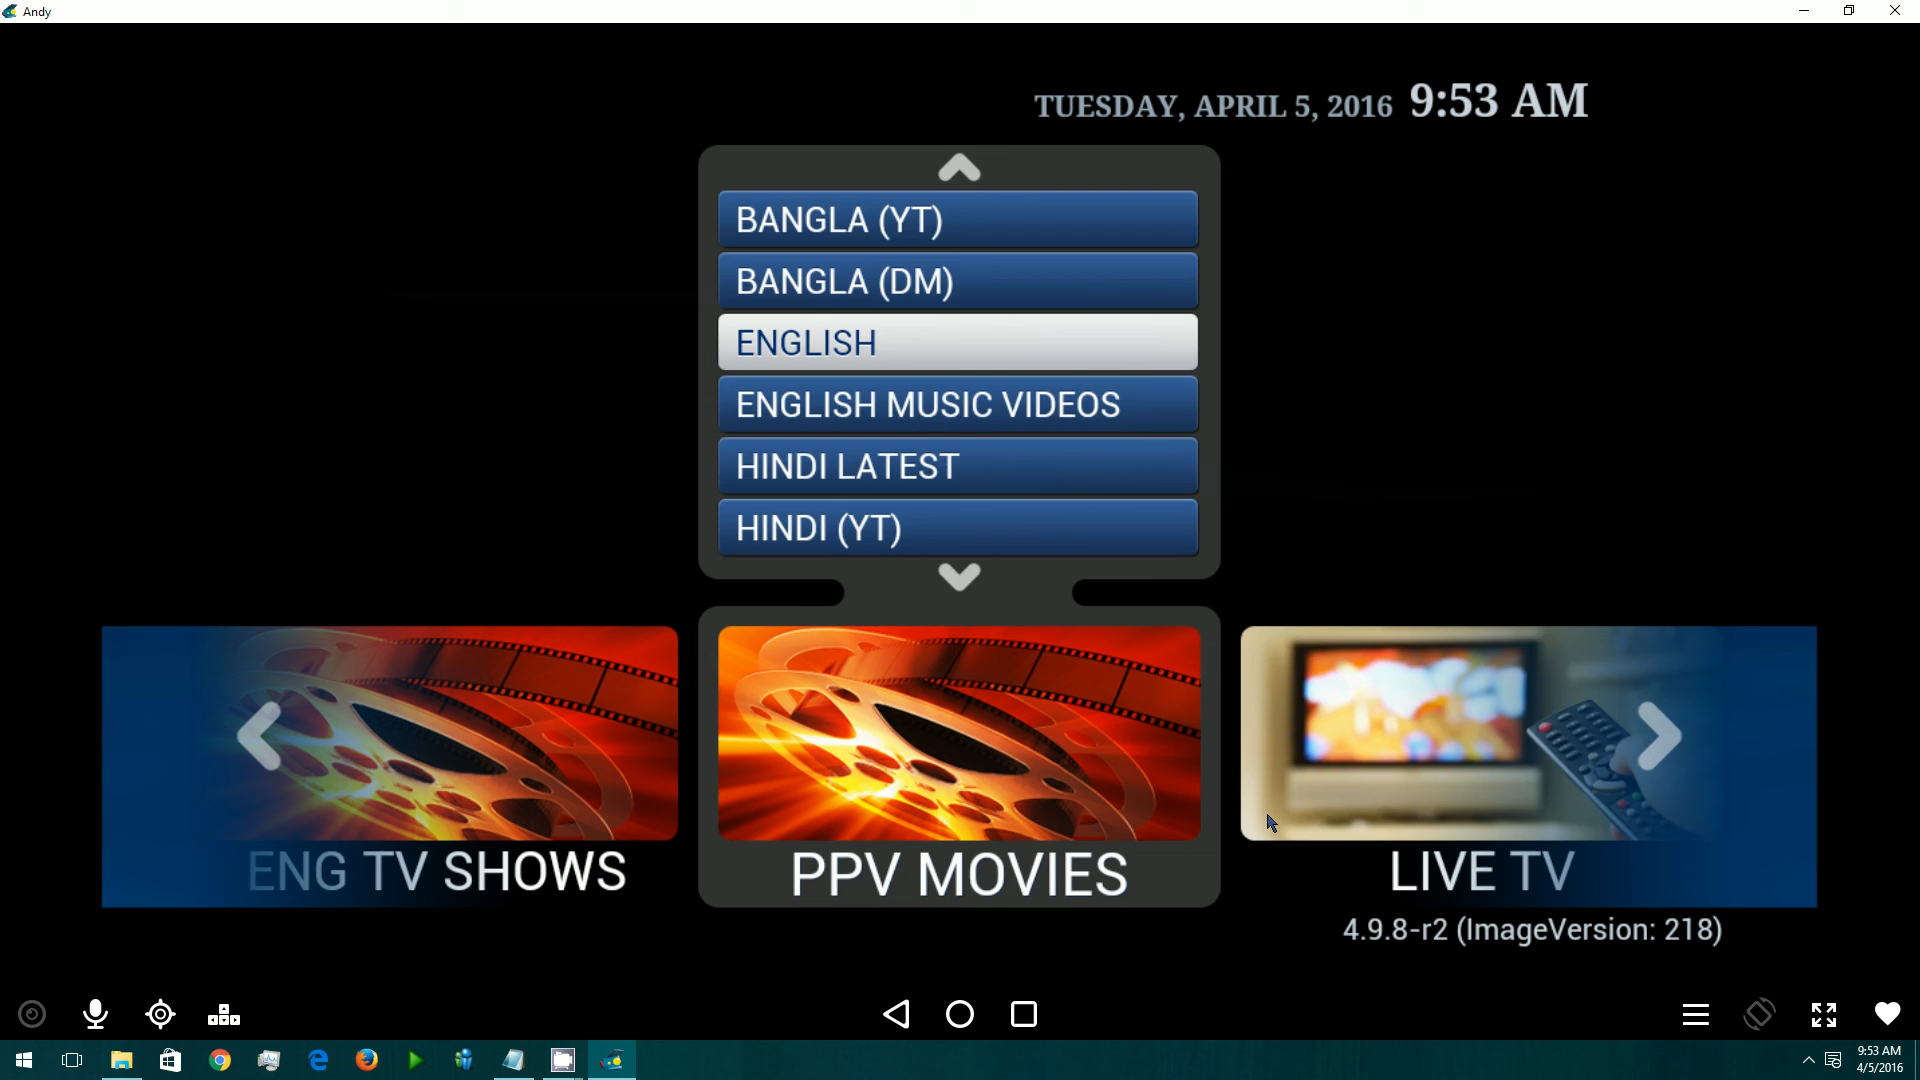 Andy
TUESDAY, APRIL 5, 2016 9:53 AM
BANGLA (YT)
BANGLA (DM)
ENGLISH
ENGLISH MUSIC VIDEOS
HINDI LATEST
HINDI (YT)
ENG TV SHOWS
PPV MOVIES
LIVE TV
4.9.8-r2 (ImageVersion: 218)
9:53 AM
4/5/2016